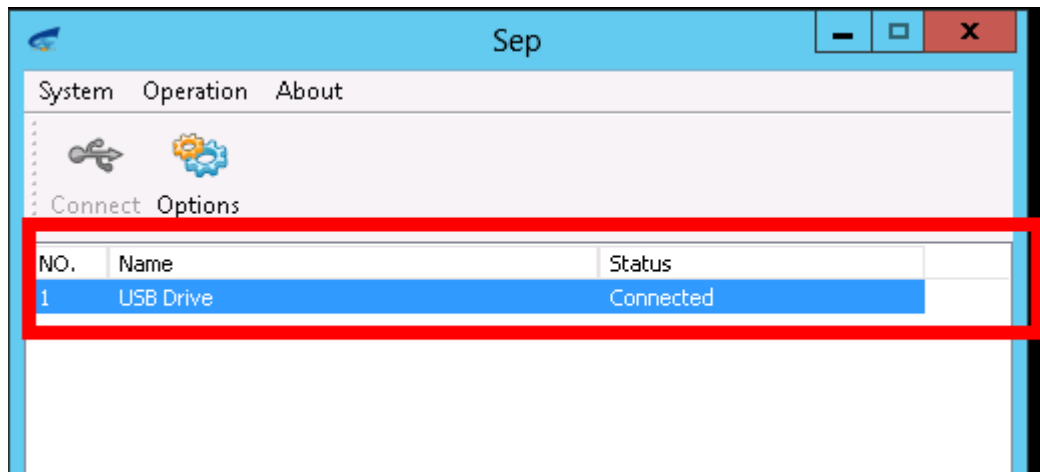 Sep
System Operation About
Connect Options
NO. Name Status
1 USB Drive Connected